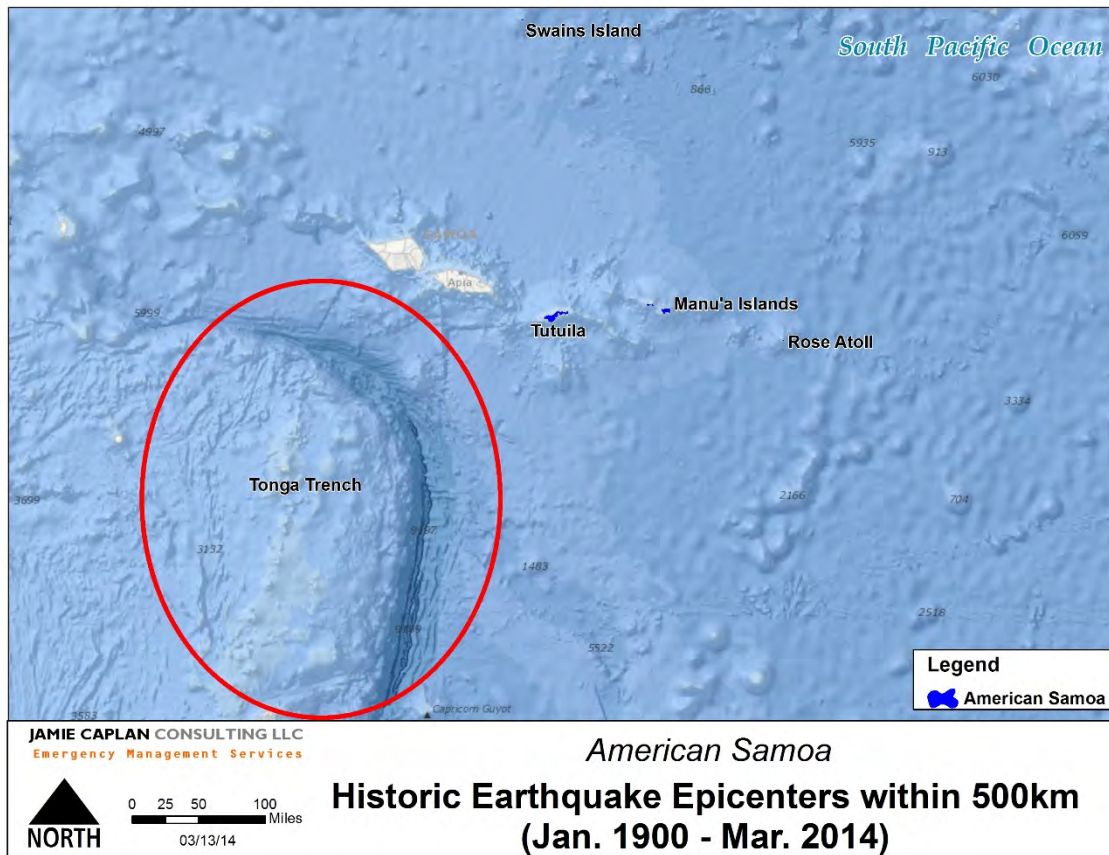 Swains Island
South Pacific Ocean
6030
866
4997
5935
913
6059
Apia
Manu'a Islands
5999
Tutuila
Rose Atoll
3334
Tonga Trench
3699
2166
704
3132
1483
2518
5522
Legend
American Samoa
3583
Capricorn Guyot
JAMIE CAPLAN CONSULTING LLC
Emergency Management Services
American Samoa
Historic Earthquake Epicenters within 500km
(Jan. 1900 - Mar. 2014)
NORTH
0 25 50 100
Miles
03/13/14